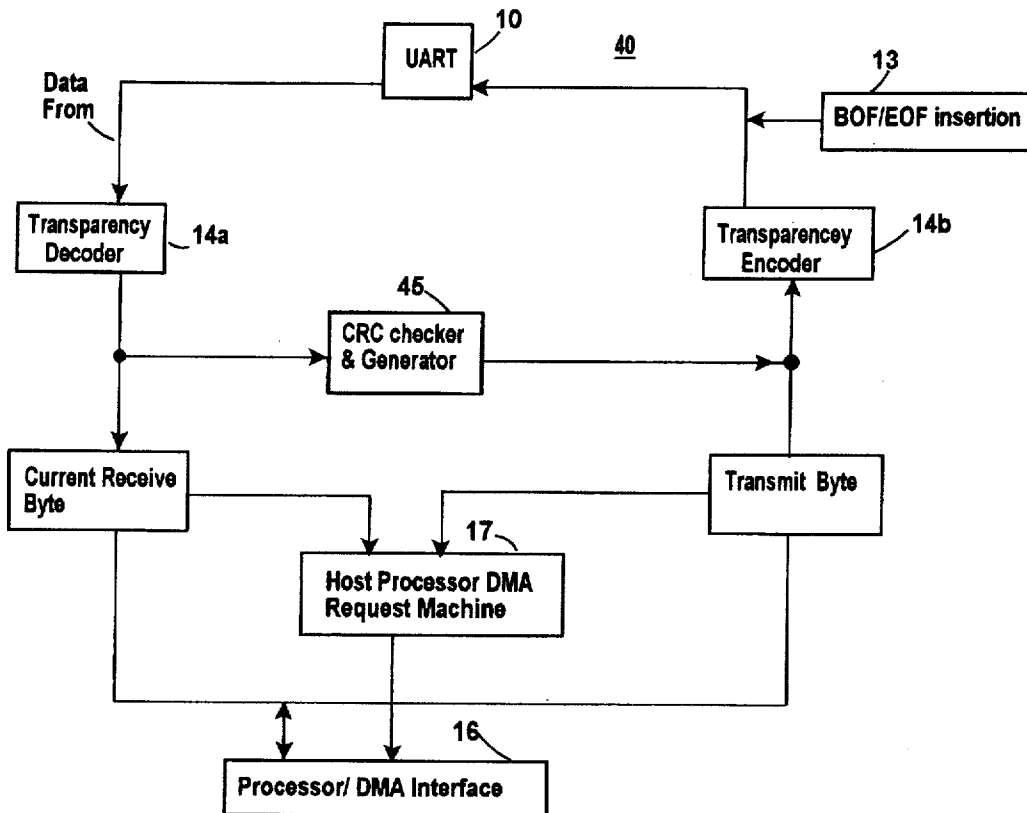 10
UART
40
Data
From
13
BOF/EOF insertion
Transparency
Decoder
14a
Transparencey
Encoder
14b
45
CRC checker
& Generator
Current Receive
Byte
Transmit Byte
17
Host Processor DMA
Request Machine
16
Processor/ DMA Interface